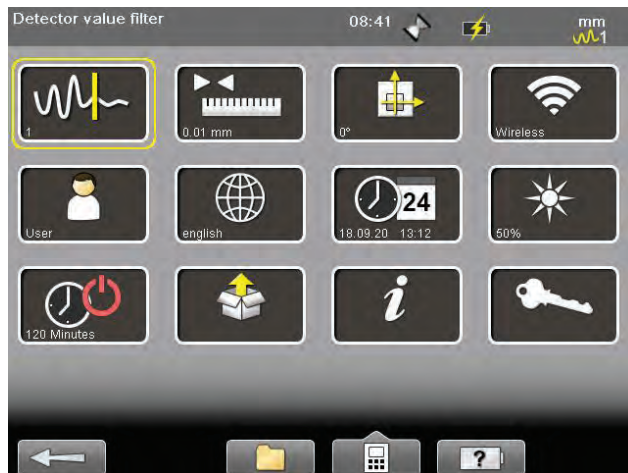 Detector value filter 08:41 mm
1
1 0.01 mm 0° Wireless
24
User english 18.09.20 13:12 50%
120 Minutes i
?